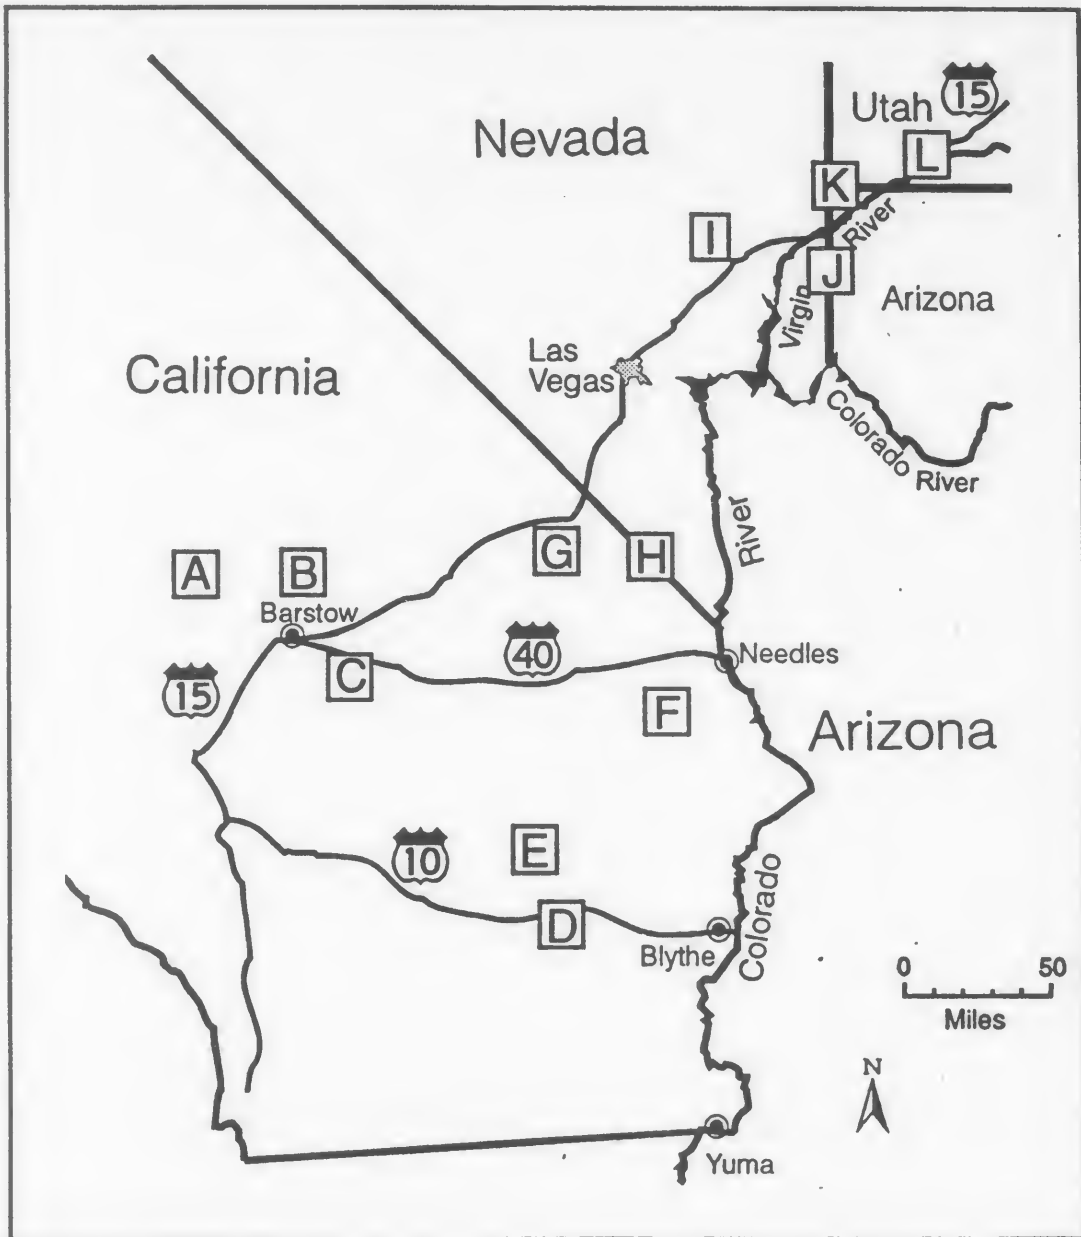 Nevada
Utah
15
L
K
I
River
J
Virgin
Arizona
Las
Vegas
California
Colorado
River
River
G
H
A
B
Barstow
40
Needles
C
15
F
Arizona
10
E
D
Blythe
Colorado
0 50
Miles
N
Yuma